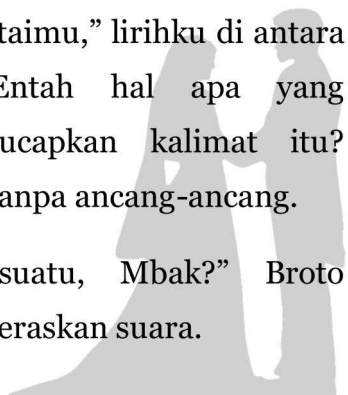 taimu,” lirihku di antara
Entah hal apa yang
ucapkan kalimat itu?
anpa ancang-ancang.
suatu, Mbak?” Broto
eraskan suara.